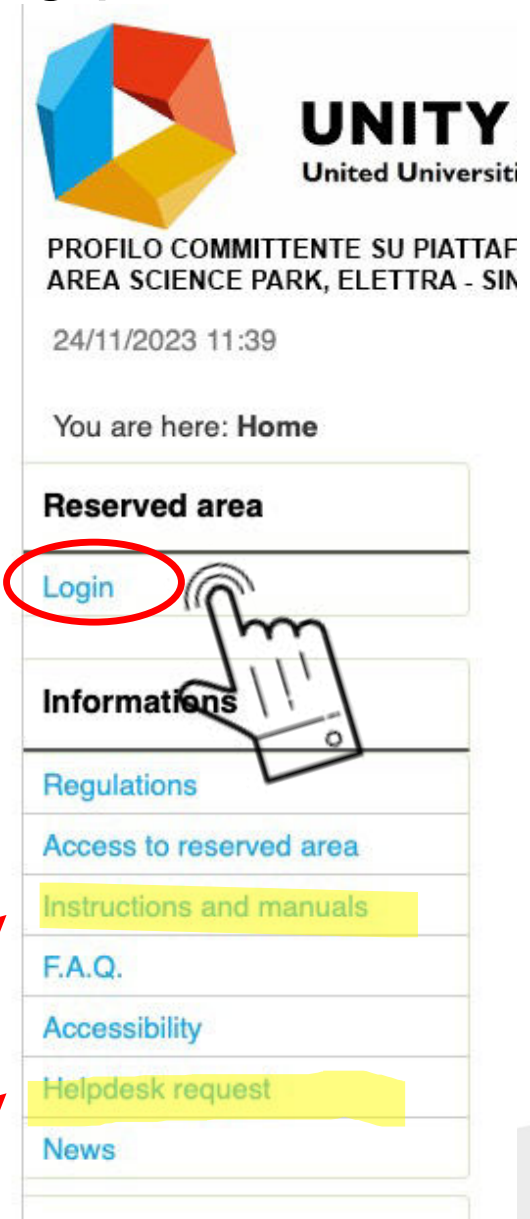 UNITY
United Universiti
PROFILO COMMITTENTE SU PIATTAF
AREA SCIENCE PARK, ELETTRA - SIN
24/11/2023 11:39
You are here: Home
Reserved area
Login
Informations
Regulations
Access to reserved area
Instructions and manuals
F.A.Q.
Accessibility
Helpdesk request
News